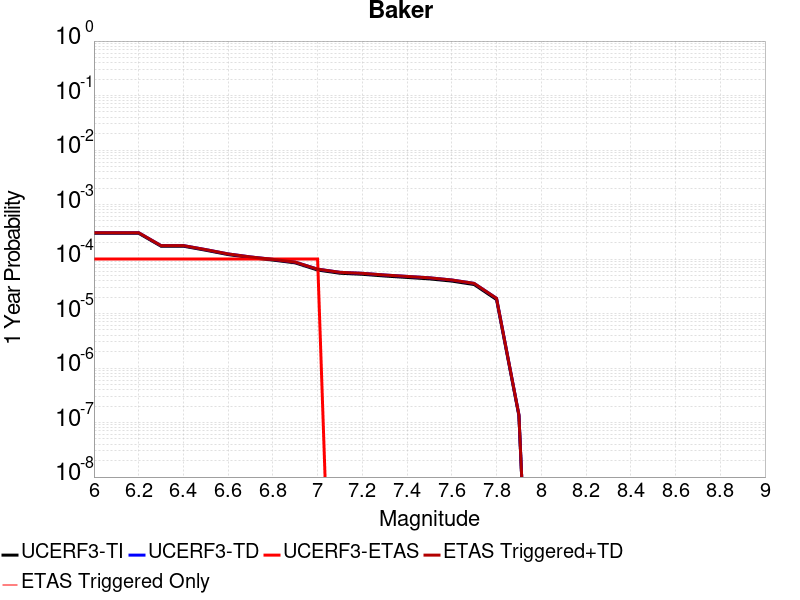 Baker
1 Year Probability
10^0
10^-1
10^-2
10^-3
10^-4
10^-5
10^-6
10^-7
10^-8
6 6.2 6.4 6.6 6.8 7 7.2 7.4 7.6 7.8 8 8.2 8.4 8.6 8.8 9
Magnitude
UCERF3-TI UCERF3-TD UCERF3-ETAS ETAS Triggered+TD
ETAS Triggered Only